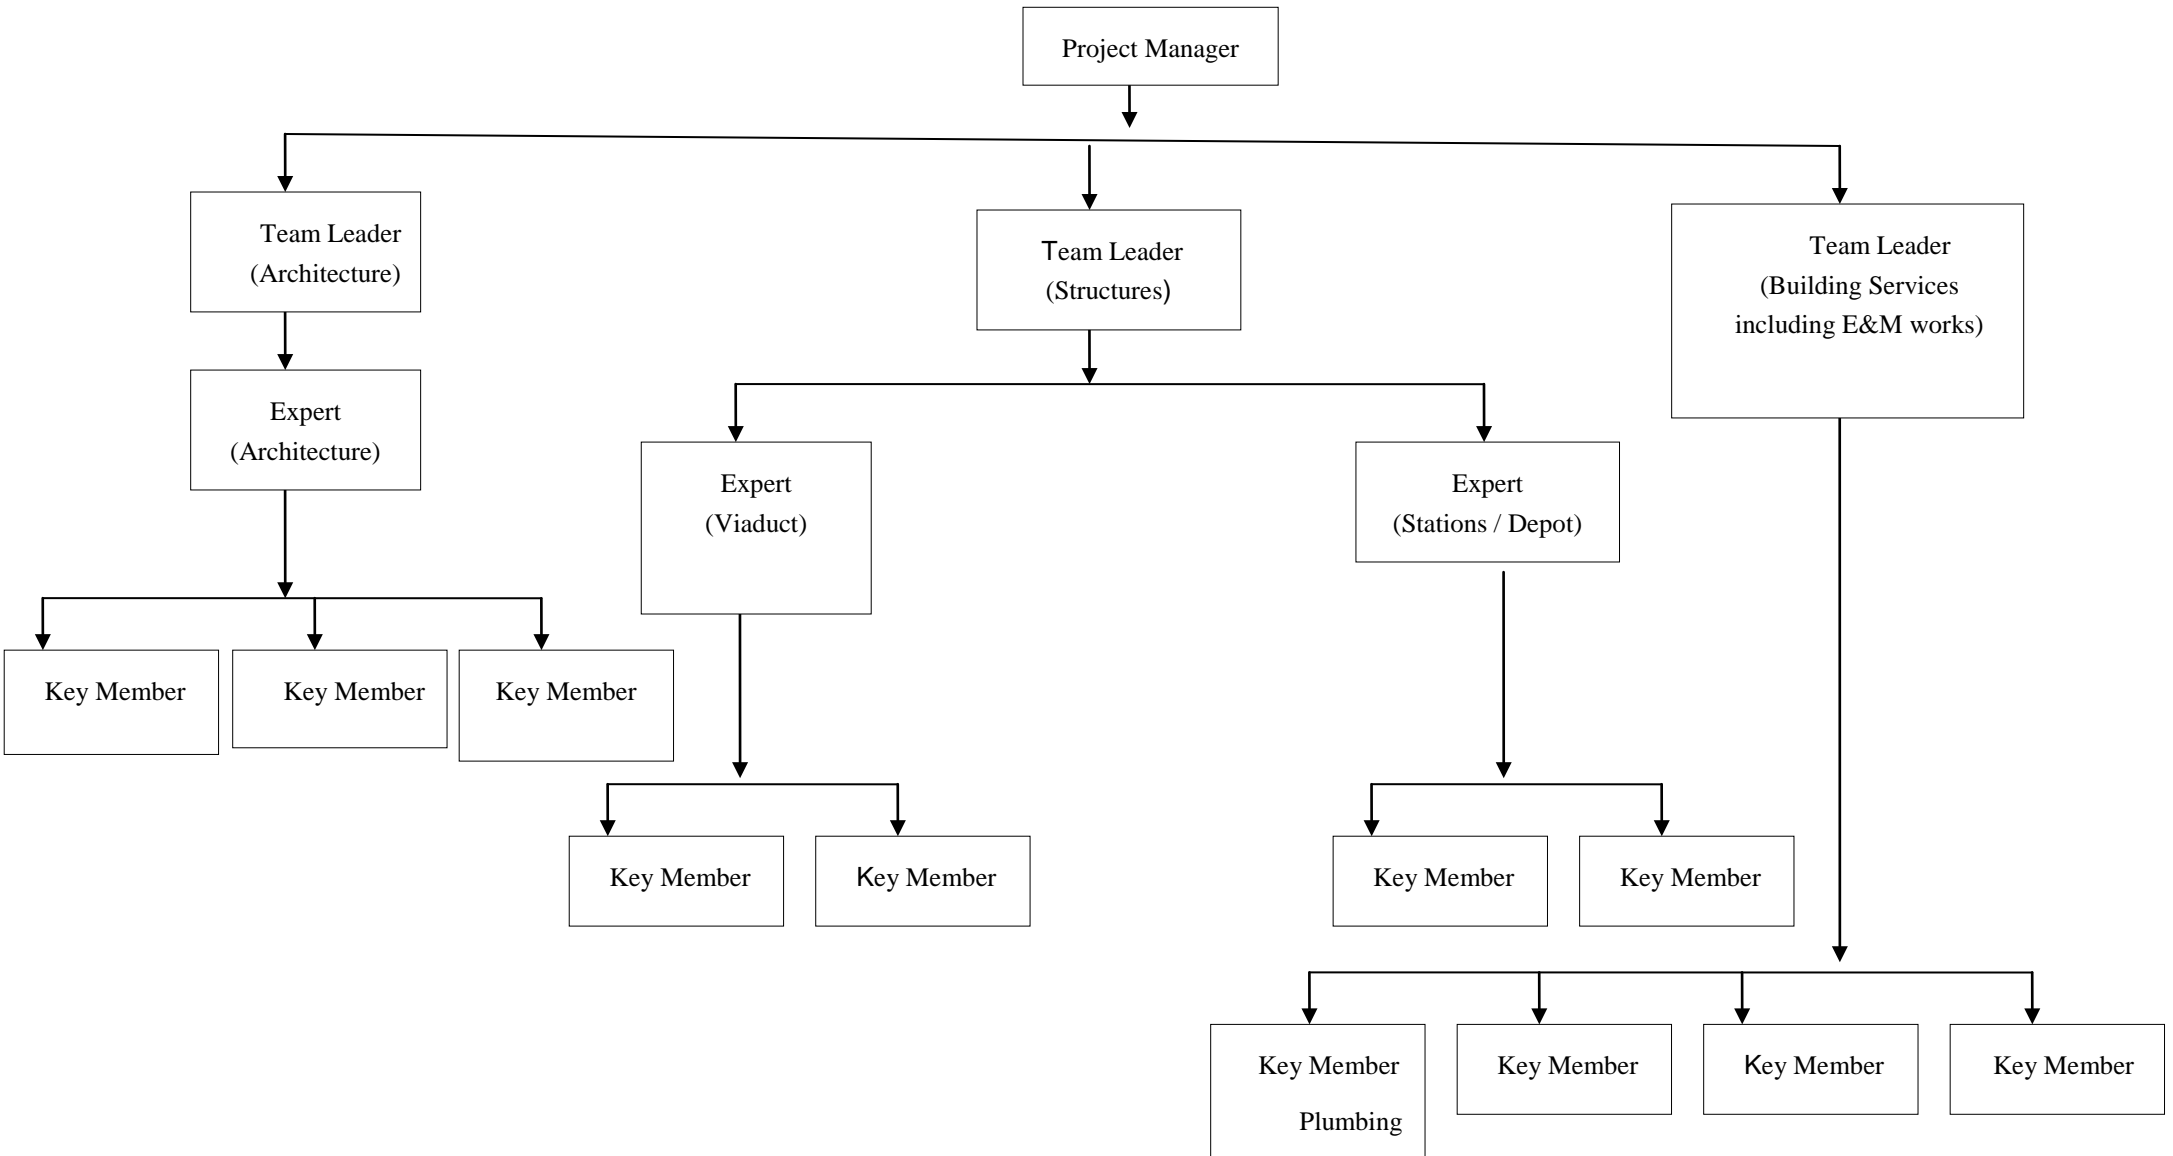 Project Manager
Team Leader
(Architecture)
Team Leader
(Structures)
Team Leader
(Building Services
including E&M works)
Expert
(Architecture)
Expert
(Viaduct)
Expert
(Stations / Depot)
Key Member
Key Member
Key Member
Key Member
Key Member
Key Member
Key Member
Key Member
Plumbing
Key Member
Key Member
Key Member